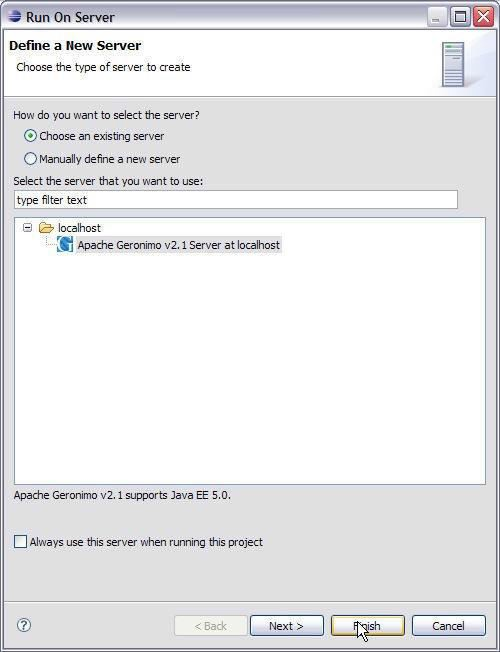 Run On Server
Define a New Server
Choose the type of server to create
How do you want to select the server?
Choose an existing server
Manually define a new server
Select the server that you want to use:
type filter text
localhost
Apache Geronimo v2.1 Server at localhost
Apache Geronimo v2.1 supports Java EE 5.0.
Always use this server when running this project
< Back
Next >
Finish
Cancel